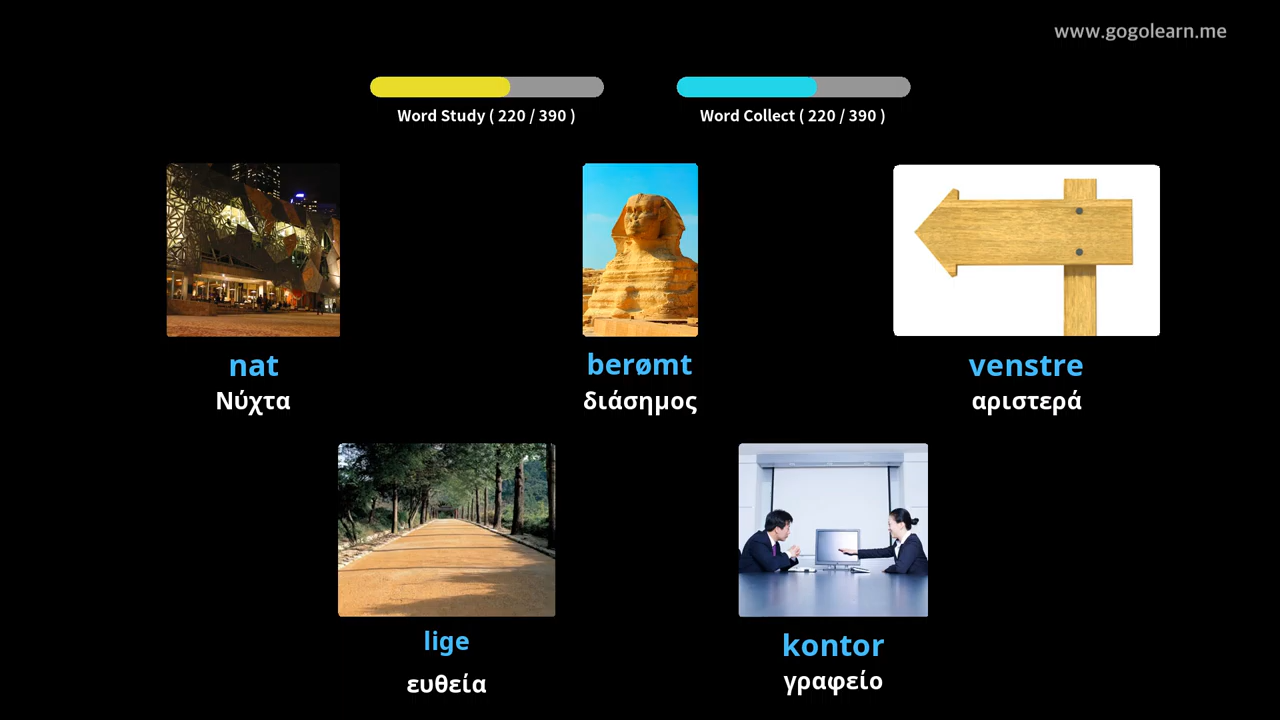 www.gogolearn.me
Word Study ( 220 / 390 )
Word Collect ( 220 / 390 )
nat
Νύχτα
berømt
διάσημος
venstre
αριστερά
lige
ευθεία
kontor
γραφείο